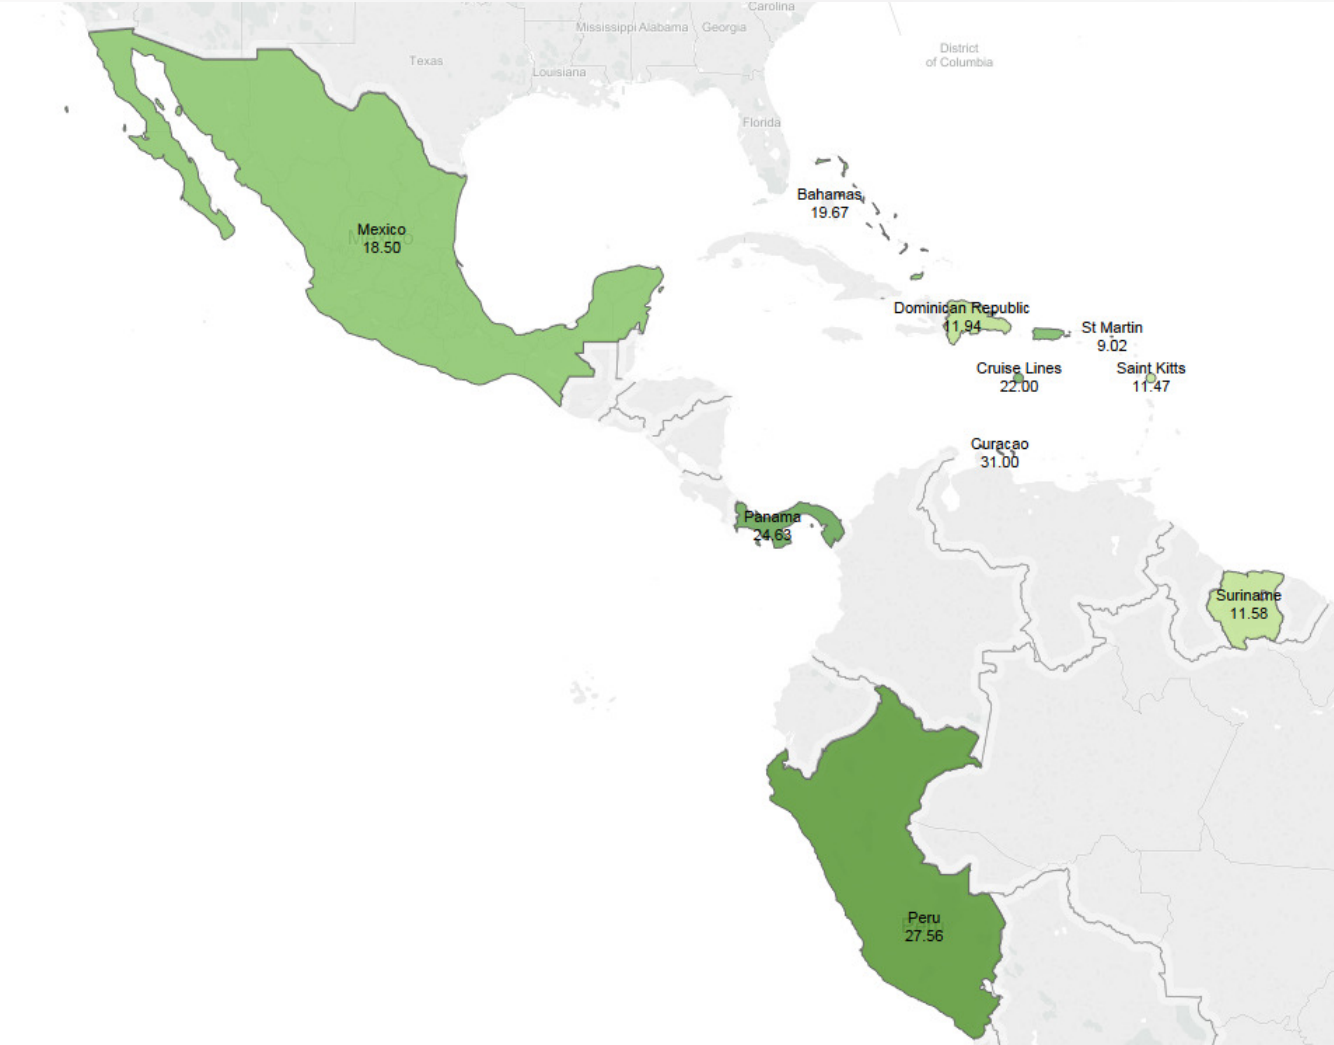 Carolina
Mississippi Alabama Georgia
District
of Columbia
Texas
Louisiana
Florida
Bahamas
19.67
Mexico
18.50
Dominican Republic
11.94
St Martin
9.02
Cruise Lines
22.00
Saint Kitts
11.47
Curacao
31.00
Panama
24.63
Suriname
11.58
Peru
27.56